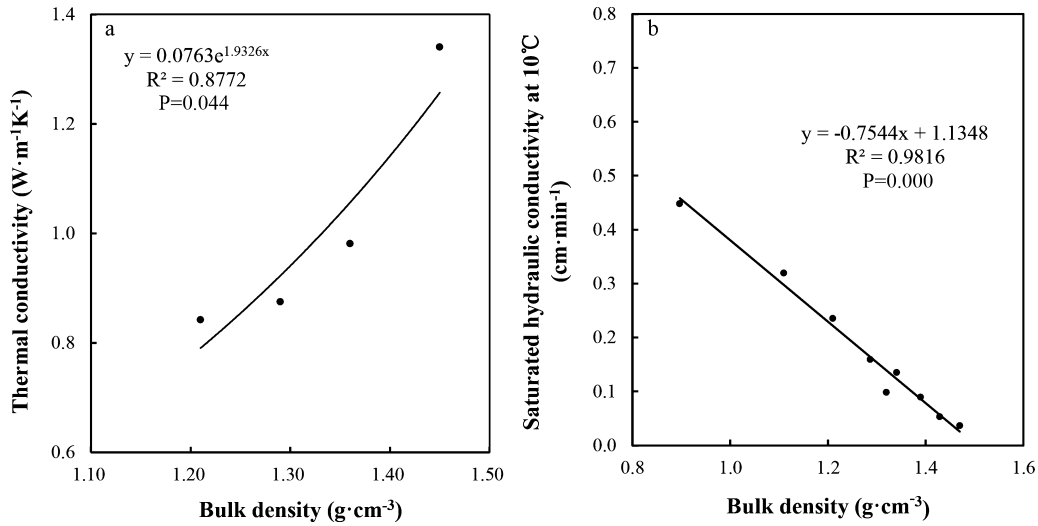 a
y = 0.0763e^1.9326x
R² = 0.8772
P=0.044
Thermal conductivity (W·m⁻¹K⁻¹)
1.4
1.2
1.0
0.8
0.6
1.10
1.30
1.50
Bulk density (g·cm⁻³)
b
y = -0.7544x + 1.1348
R² = 0.9816
P=0.000
Saturated hydraulic conductivity at 10℃
(cm·min⁻¹)
0.8
0.7
0.6
0.5
0.4
0.3
0.2
0.1
0.0
0.8
1.0
1.2
1.4
1.6
Bulk density (g·cm⁻³)